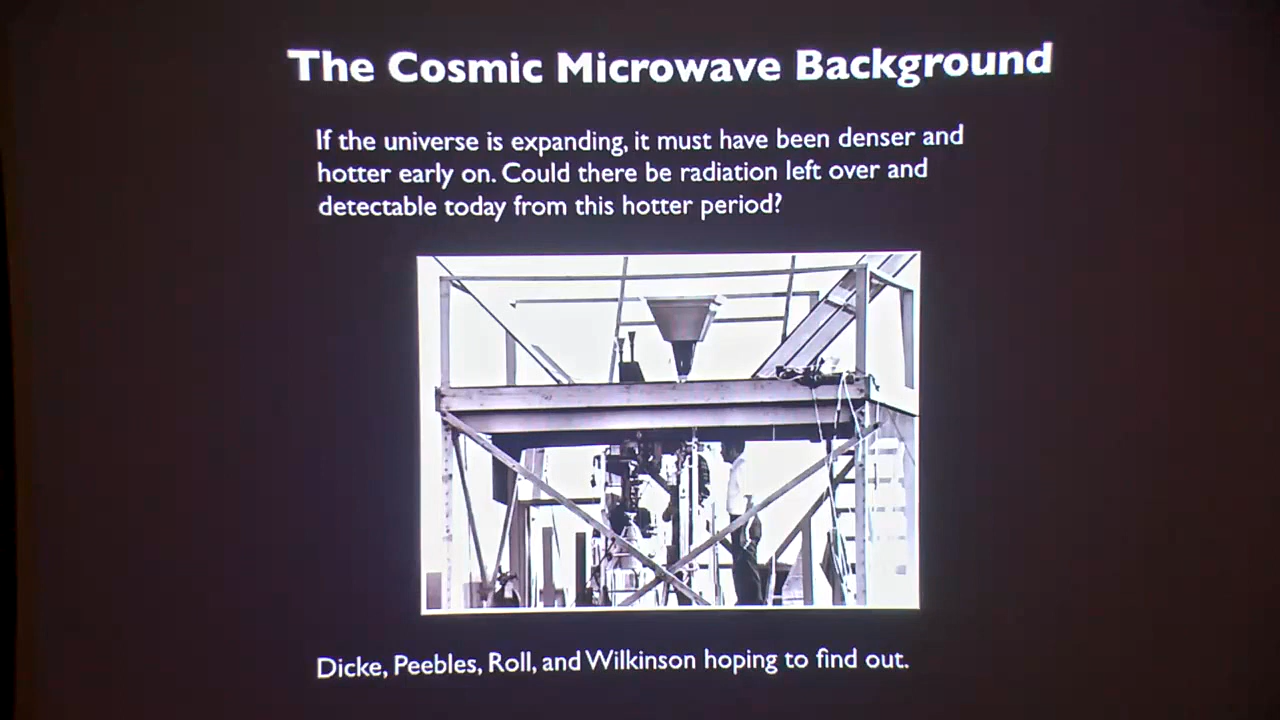 The Cosmic Microwave Background
If the universe is expanding, it must have been denser and
hotter early on. Could there be radiation left over and
detectable today from this hotter period?
Dicke, Peebles, Roll, and Wilkinson hoping to find out.